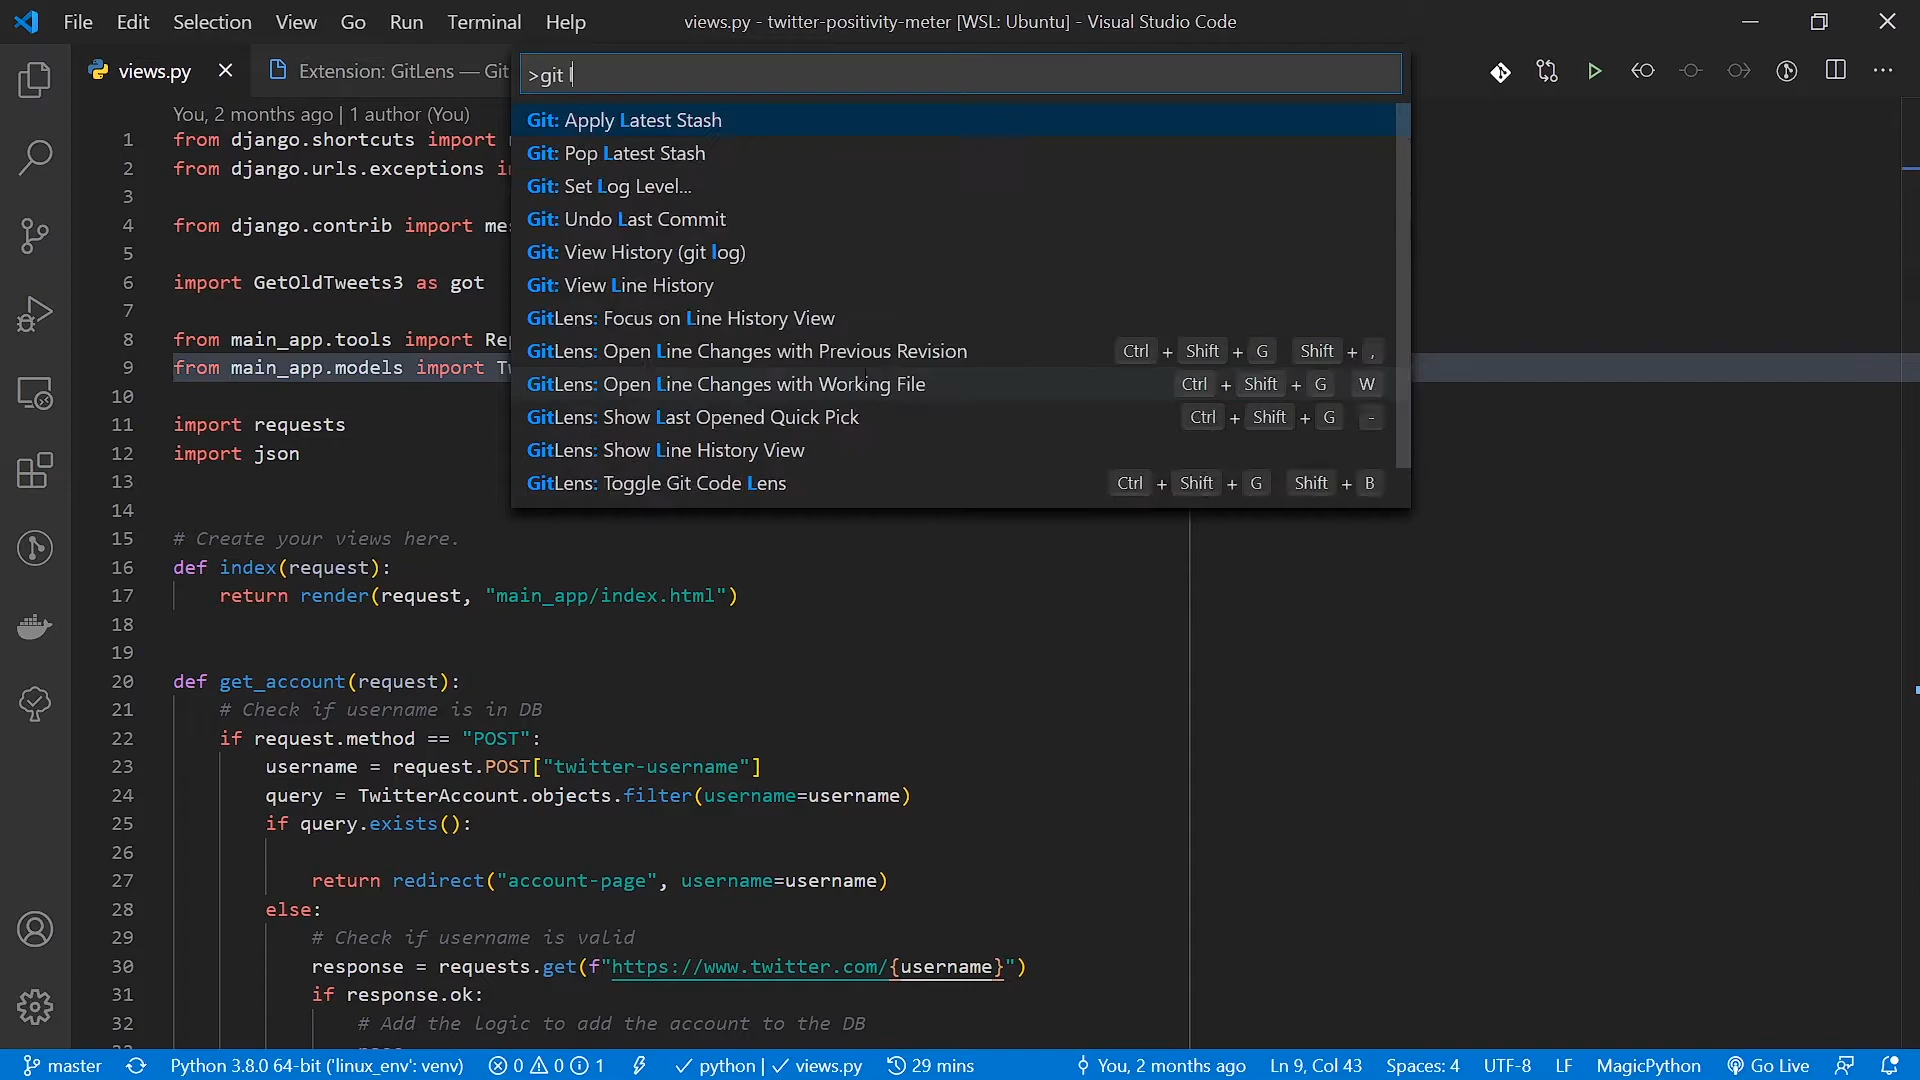 File Edit Selection View Go Run Terminal Help
views.py - twitter-positivity-meter [WSL: Ubuntu] - Visual Studio Code
views.py
Extension: GitLens — Git
>git l
Git: Apply Latest Stash
Git: Pop Latest Stash
Git: Set Log Level...
Git: Undo Last Commit
Git: View History (git log)
Git: View Line History
GitLens: Focus on Line History View
GitLens: Open Line Changes with Previous Revision Ctrl + Shift + G Shift + ,
GitLens: Open Line Changes with Working File Ctrl + Shift + G W
GitLens: Show Last Opened Quick Pick Ctrl + Shift + G -
GitLens: Show Line History View
GitLens: Toggle Git Code Lens Ctrl + Shift + G Shift + B
You, 2 months ago | 1 author (You)
1 from django.shortcuts import
2 from django.urls.exceptions
3
4 from django.contrib import
5
6 import GetOldTweets3 as got
7
8 from main_app.tools import
9 from main_app.models import
10
11 import requests
12 import json
13
14
15 # Create your views here.
16 def index(request):
17 return render(request, "main_app/index.html")
18
19
20 def get_account(request):
21 # Check if username is in DB
22 if request.method == "POST":
23 username = request.POST["twitter-username"]
24 query = TwitterAccount.objects.filter(username=username)
25 if query.exists():
26
27 return redirect("account-page", username=username)
28 else:
29 # Check if username is valid
30 response = requests.get(f"https://www.twitter.com/{username}")
31 if response.ok:
32 # Add the logic to add the account to the DB
master Python 3.8.0 64-bit ('linux_env': venv) 0 0 1 python | views.py 29 mins You, 2 months ago Ln 9, Col 43 Spaces: 4 UTF-8 LF MagicPython Go Live